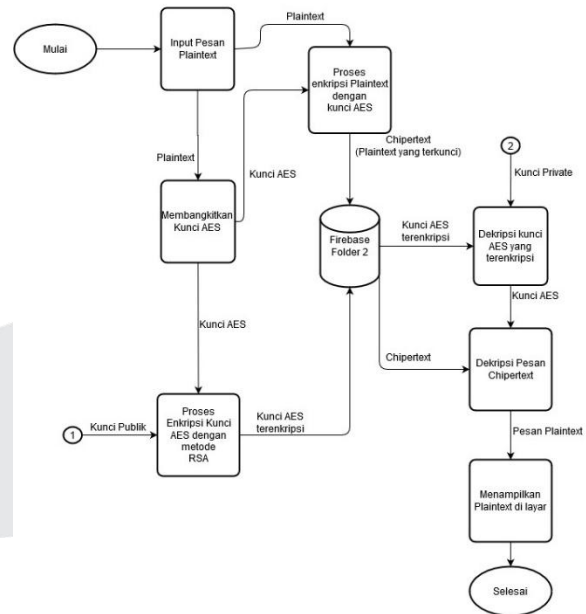 Mulai
Input Pesan
Plaintext
Plaintext
Proses
enkripsi Plaintext
dengan
kunci AES
Plaintext
Kunci AES
Chipertext
(Plaintext yang terkunci)
2
Kunci Private
Membangkitkan
Kunci AES
Firebase
Folder 2
Kunci AES
terenkripsi
Dekripsi kunci
AES yang
terenkripsi
Kunci AES
Kunci AES
Chipertext
Dekripsi Pesan
Chipertext
1
Kunci Publik
Proses
Enkripsi Kunci
AES dengan
metode
RSA
Kunci AES
terenkripsi
Pesan Plaintext
Menampilkan
Plaintext di layar
Selesai